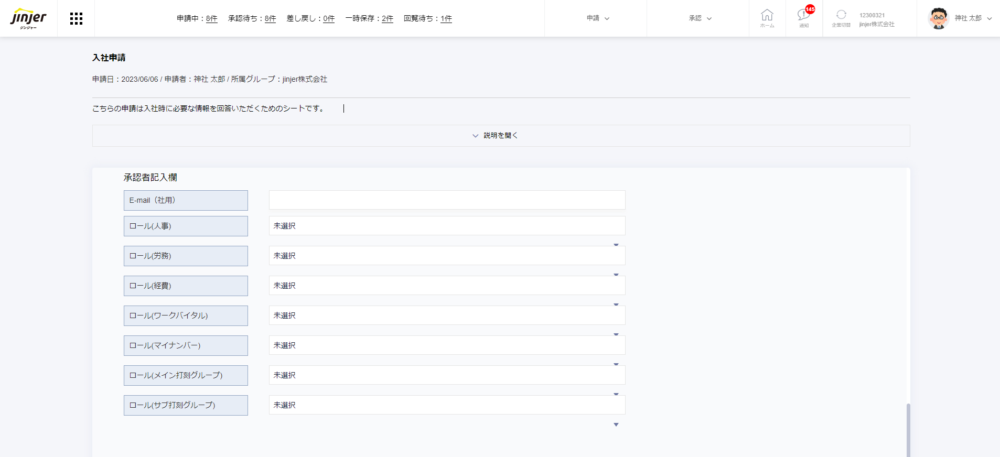 jinjer
ジンジャー
申請中：8件 承認待ち：8件 差し戻し：0件 一時保存：2件 回覧待ち：1件
申請
承認
ホーム
145
通知
企業切替
12300321
jinjer株式会社
神社 太郎
入社申請
申請日：2023/06/06 / 申請者：神社 太郎 / 所属グループ：jinjer株式会社
こちらの申請は入社時に必要な情報を回答いただくためのシートです。
説明を開く
承認者記入欄
E-mail（社用）
ロール(人事) 未選択
ロール(労務) 未選択
ロール(経費) 未選択
ロール(ワークバイタル) 未選択
ロール(マイナンバー) 未選択
ロール(メイン打刻グループ) 未選択
ロール(サブ打刻グループ) 未選択